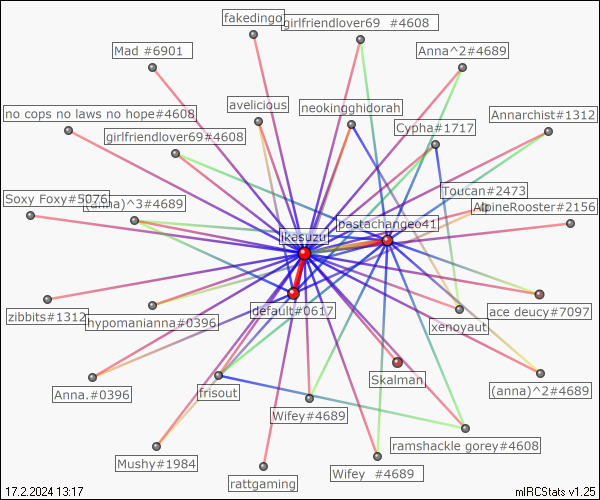 fakedingo
girlfriendlover69 #4608
Mad #6901
Anna^2#4689
avelicious
neokingghidorah
no cops no laws no hope#4608
Annarchist#1312
girlfriendlover69#4608
Cypha#1717
Toucan#2473
Soxy Foxy#5076
(anna)^3#4689
AlpineRooster#2156
pastachangeo41
ikasuzu
zibbits#1312
default#0617
ace deucy#7097
hypomanianna#0396
xenoyaut
Skalman
Anna.#0396
frisout
(anna)^2#4689
Wifey#4689
ramshackle gorey#4608
Mushy#1984
rattgaming
Wifey #4689
17.2.2024 13:17
mIRCStats v1.25